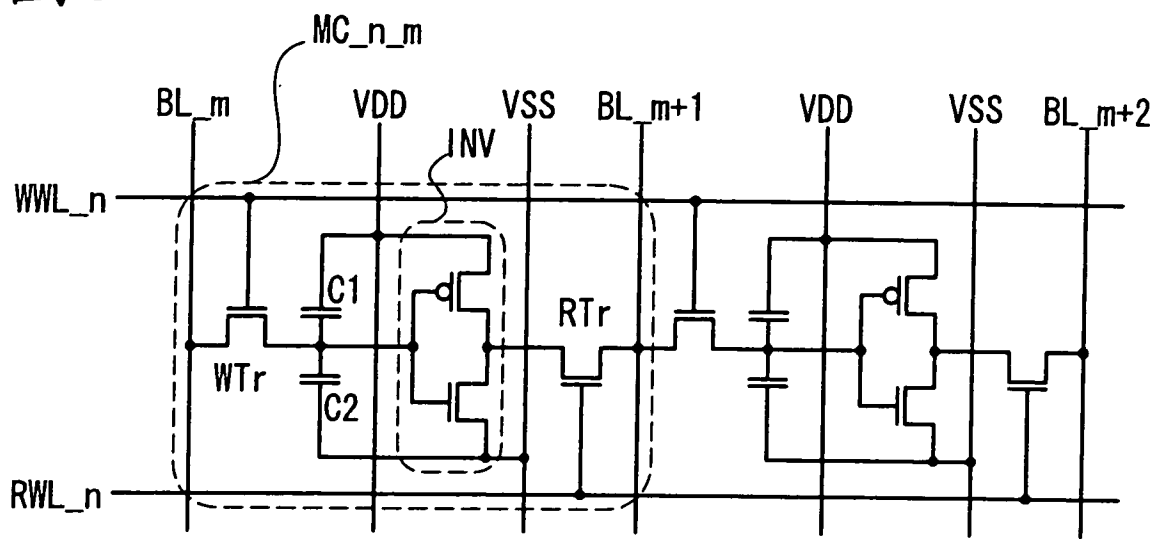 MC_n_m
BL_m VDD VSS BL_m+1 VDD VSS BL_m+2
INV
WWL_n
C1
RTr
WTr
C2
RWL_n